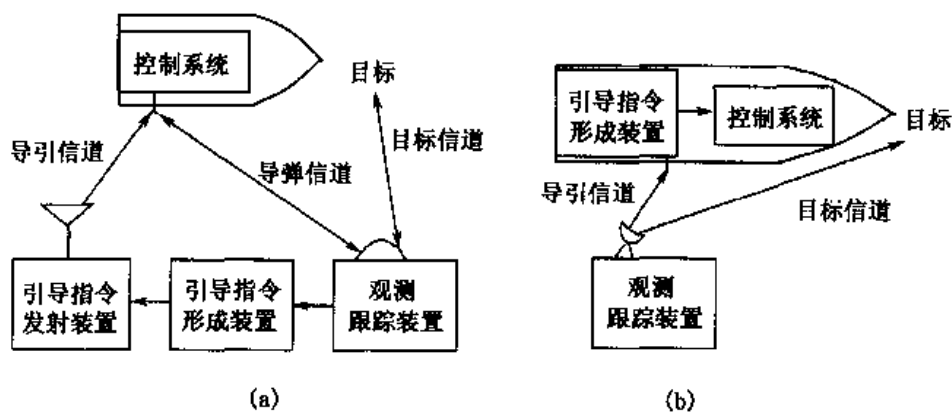 控制系统
目标
导引信道
导弹信道
目标信道
引导指令
发射装置
引导指令
形成装置
观测
跟踪装置
(a)
引导指令
形成装置
控制系统
目标
导引信道
目标信道
观测
跟踪装置
(b)